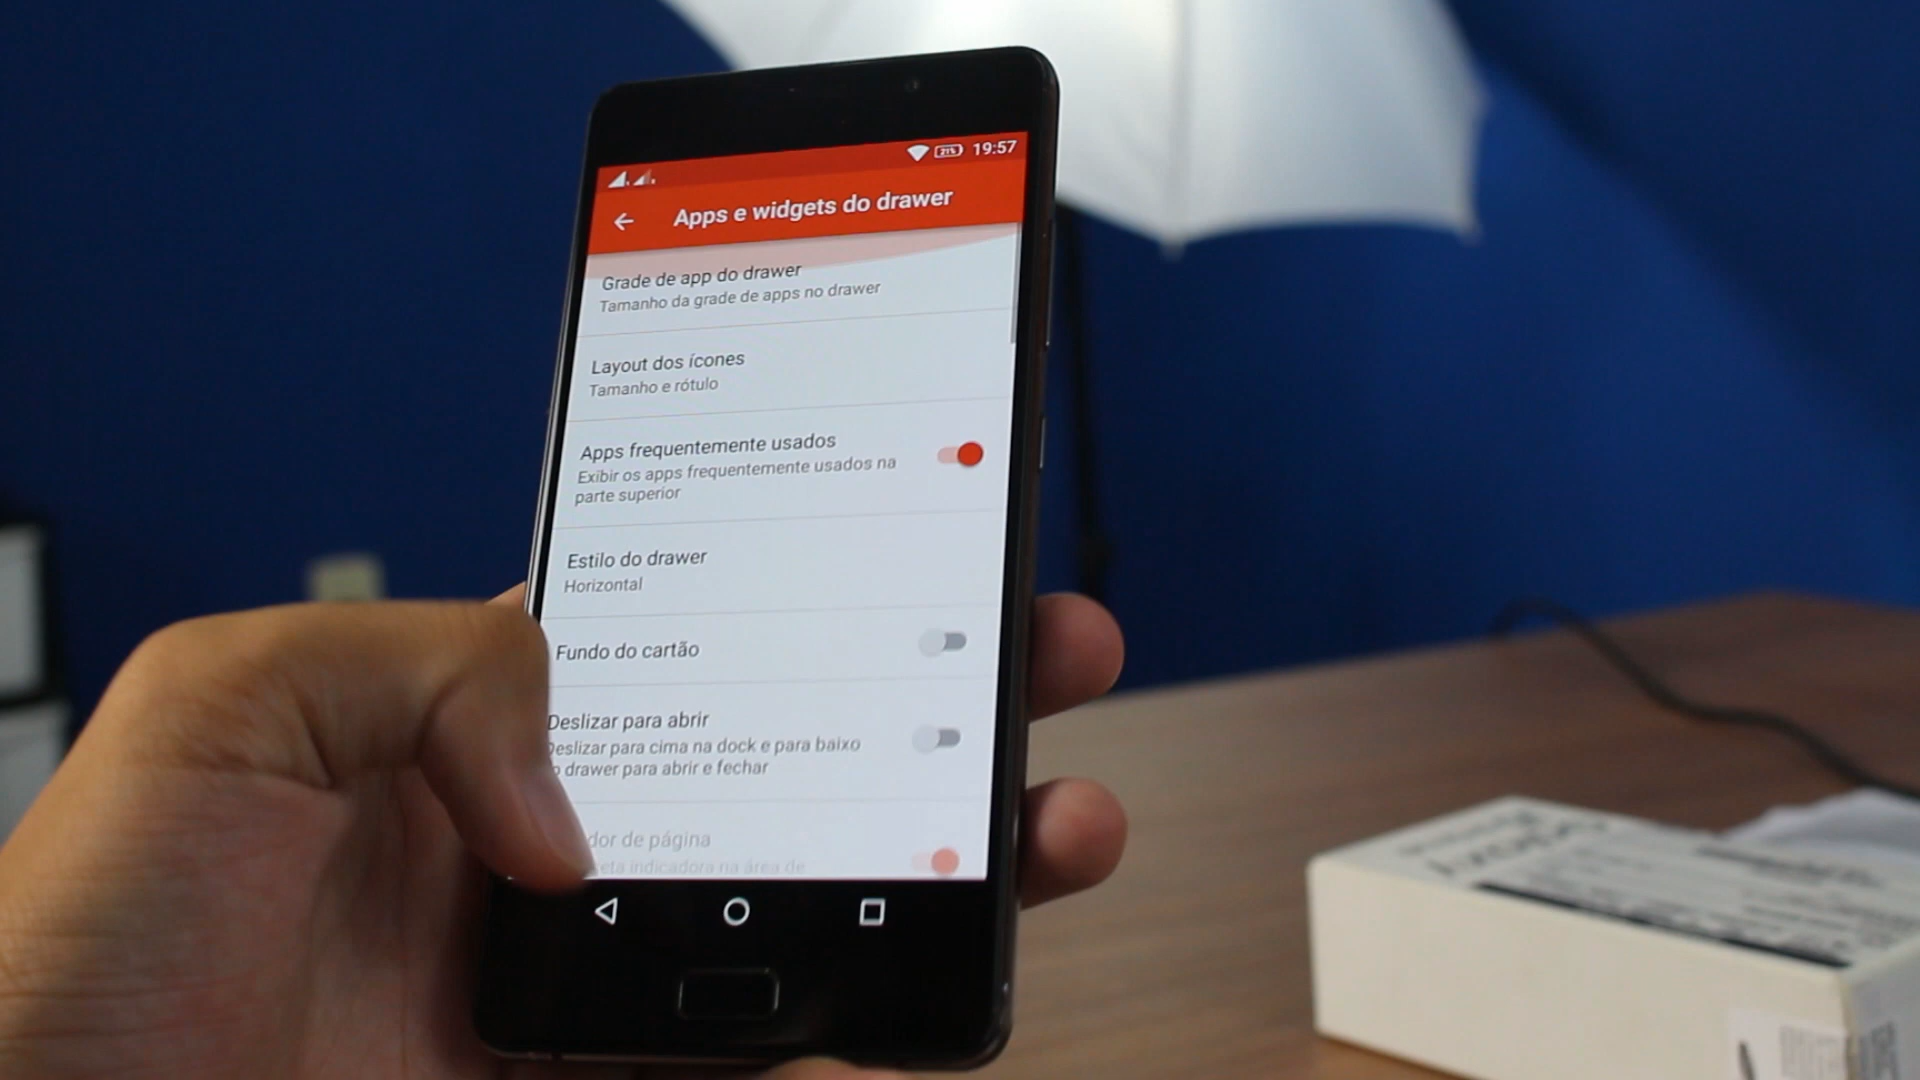 21% 19:57
Apps e widgets do drawer
Grade de app do drawer
Tamanho da grade de apps no drawer
Layout dos ícones
Tamanho e rótulo
Apps frequentemente usados
Exibir os apps frequentemente usados na
parte superior
Estilo do drawer
Horizontal
Fundo do cartão
Deslizar para abrir
Deslizar para cima na dock e para baixo
drawer para abrir e fechar
dor de página
eta indicadora na área de